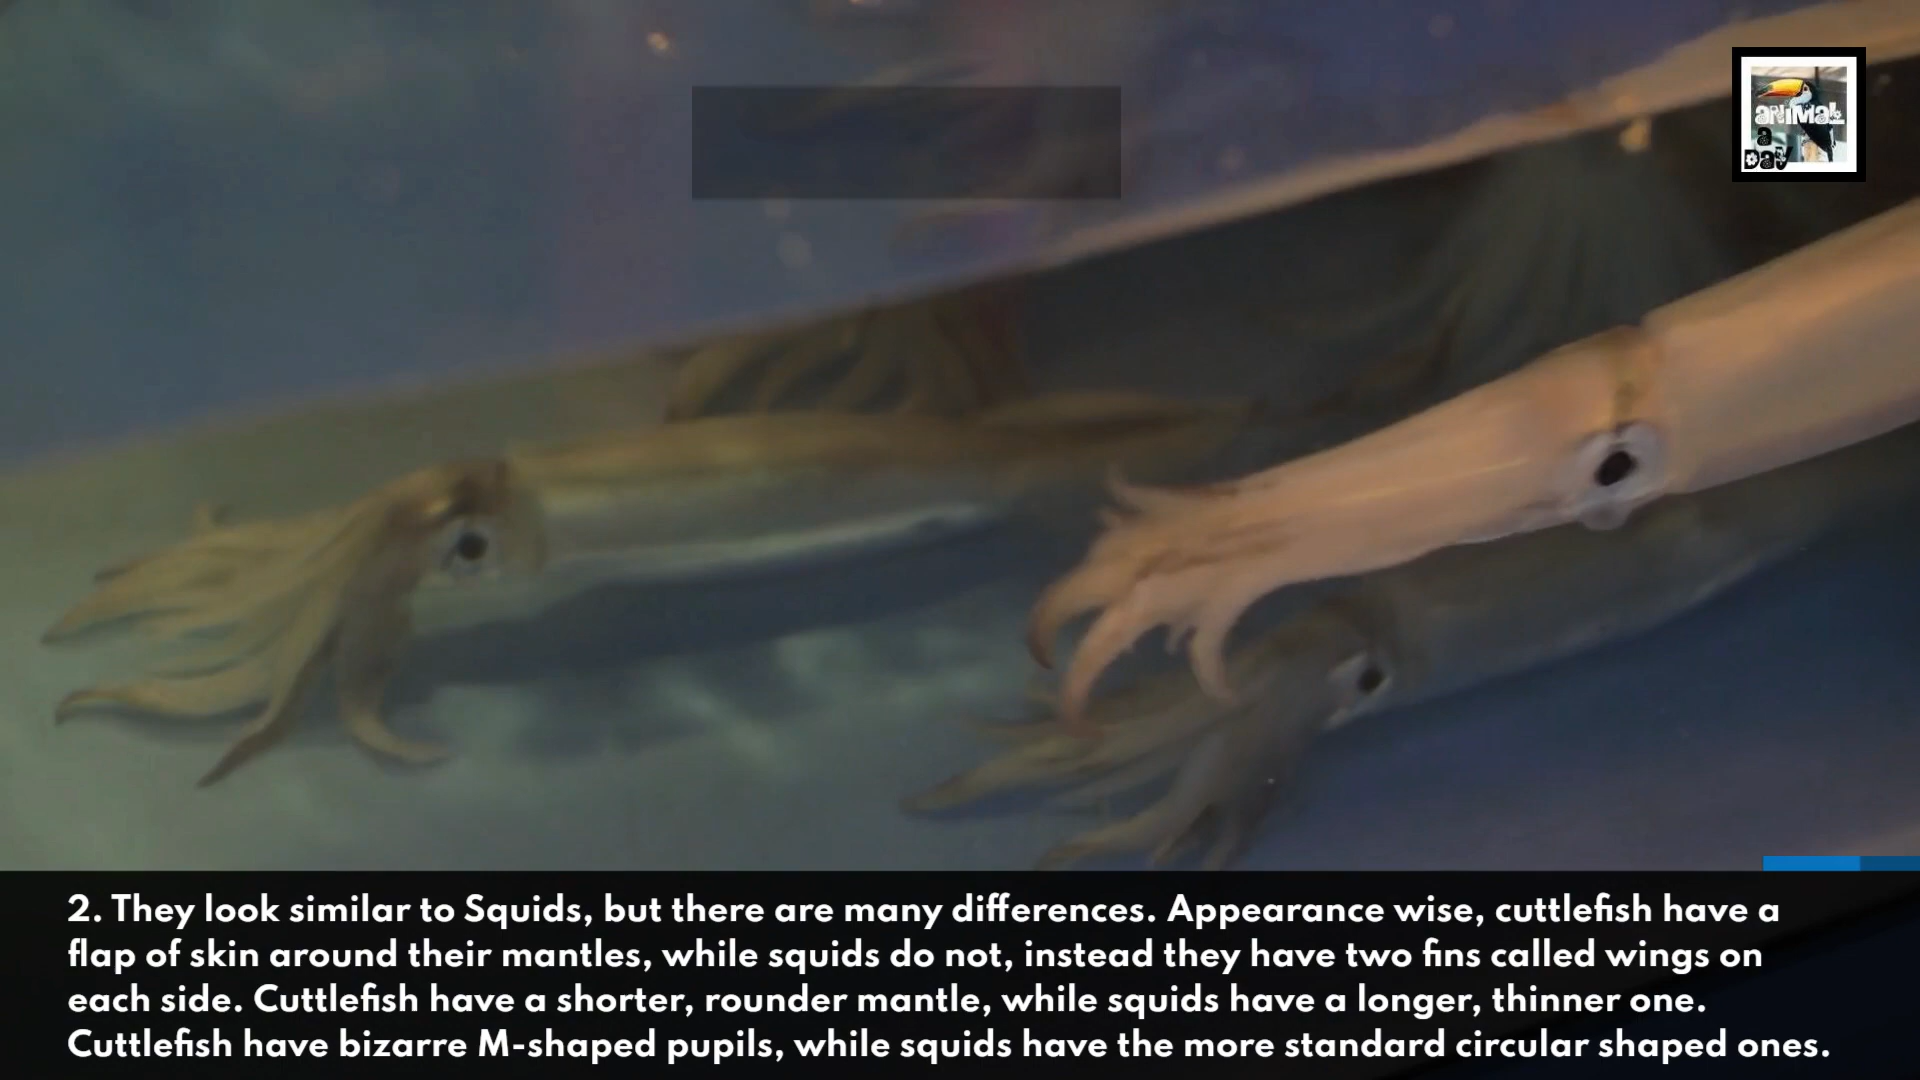 aNiMaL
a
Day
2. They look similar to Squids, but there are many differences. Appearance wise, cuttlefish have a
flap of skin around their mantles, while squids do not, instead they have two fins called wings on
each side. Cuttlefish have a shorter, rounder mantle, while squids have a longer, thinner one.
Cuttlefish have bizarre M-shaped pupils, while squids have the more standard circular shaped ones.